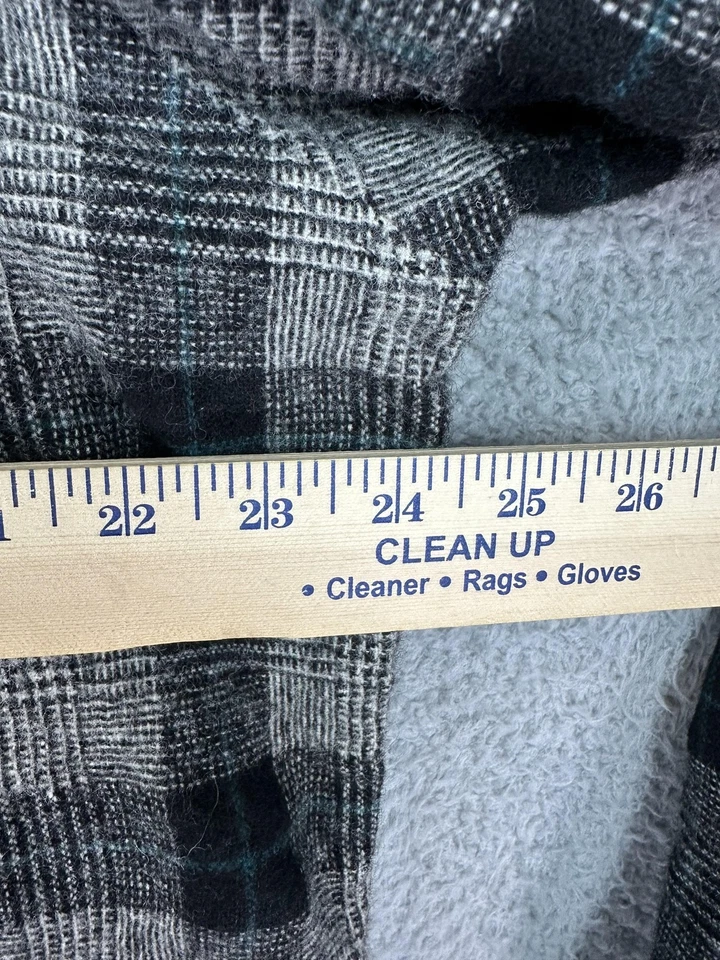 22 23 24 25 26
CLEAN UP
• Cleaner • Rags • Gloves